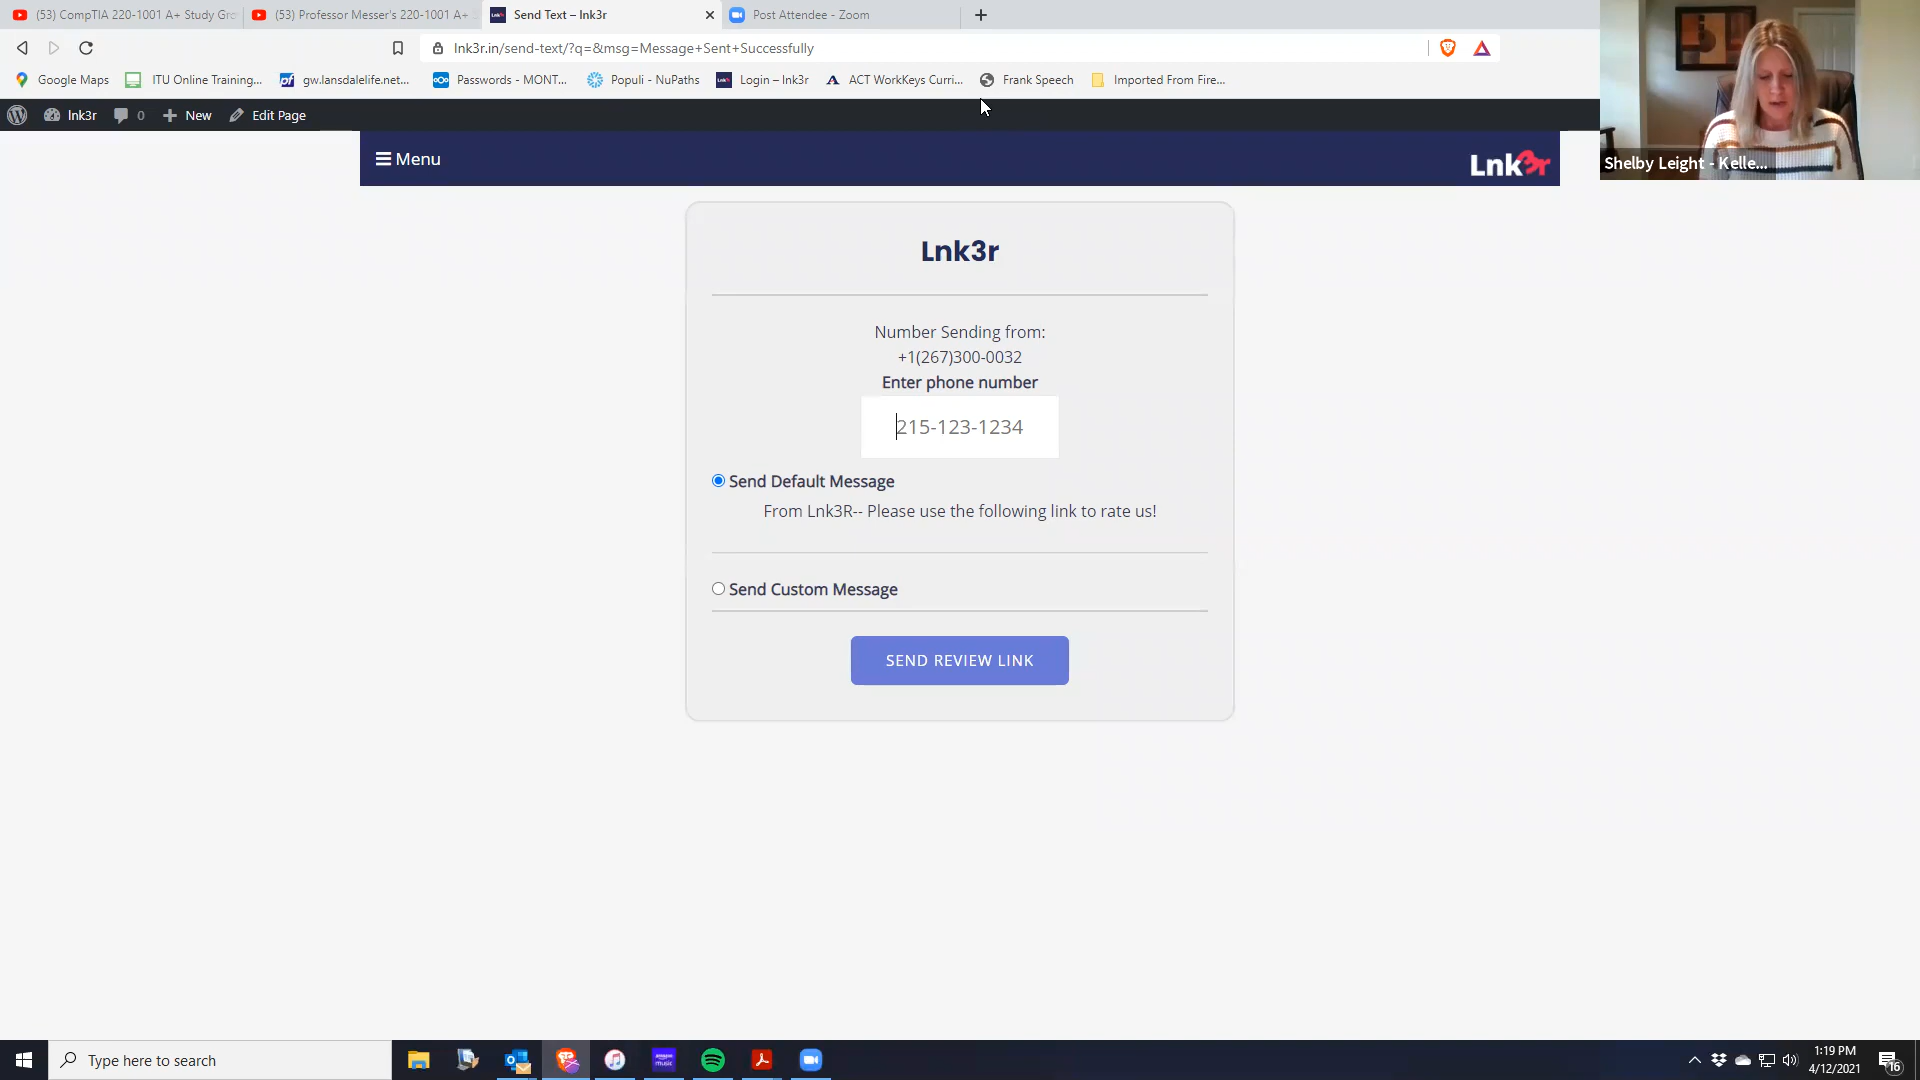 (53) CompTIA 220-1001 A+ Study Gro
(53) Professor Messer's 220-1001 A+
Send Text – lnk3r
Post Attendee - Zoom
lnk3r.in/send-text/?q=&msg=Message+Sent+Successfully
Google Maps
ITU Online Training...
gw.lansdalelife.net...
Passwords - MONT...
Populi - NuPaths
Login – lnk3r
ACT WorkKeys Curri...
Frank Speech
Imported From Fire...
lnk3r
0
New
Edit Page
Menu
Lnk3r
Shelby Leight - Kelle...
Lnk3r
Number Sending from:
+1(267)300-0032
Enter phone number
215-123-1234
Send Default Message
From Lnk3R-- Please use the following link to rate us!
Send Custom Message
SEND REVIEW LINK
Type here to search
1:19 PM
4/12/2021
16